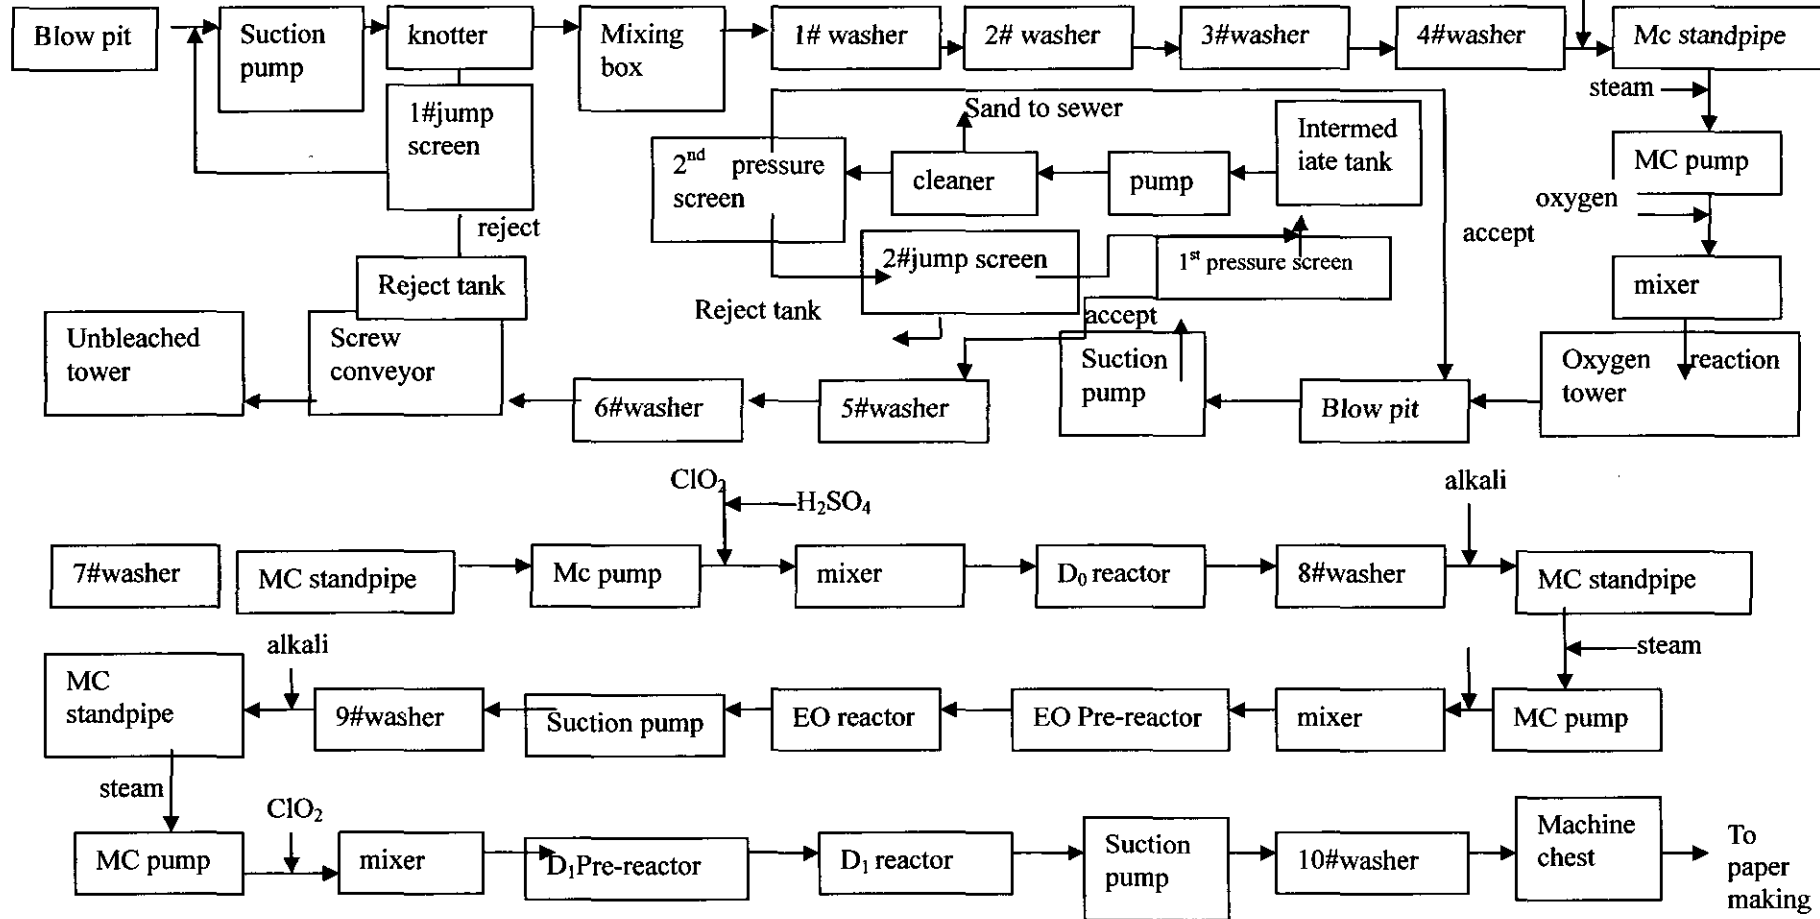 Blow pit
Suction
pump
knotter
Mixing
box
1# washer
2# washer
3#washer
4#washer
Mc standpipe
steam
1#jump
screen
Sand to sewer
Intermed
iate tank
2nd pressure
screen
cleaner
pump
MC pump
oxygen
reject
accept
2#jump screen
1st pressure screen
Reject tank
mixer
Reject tank
accept
Unbleached
tower
Screw
conveyor
Suction
pump
Oxygen reaction
tower
6#washer
5#washer
Blow pit
ClO2
H2SO4
alkali
7#washer
MC standpipe
Mc pump
mixer
D0 reactor
8#washer
MC standpipe
alkali
steam
MC
standpipe
9#washer
Suction pump
EO reactor
EO Pre-reactor
mixer
MC pump
steam
ClO2
MC pump
mixer
D1Pre-reactor
D1 reactor
Suction
pump
10#washer
Machine
chest
To
paper
making